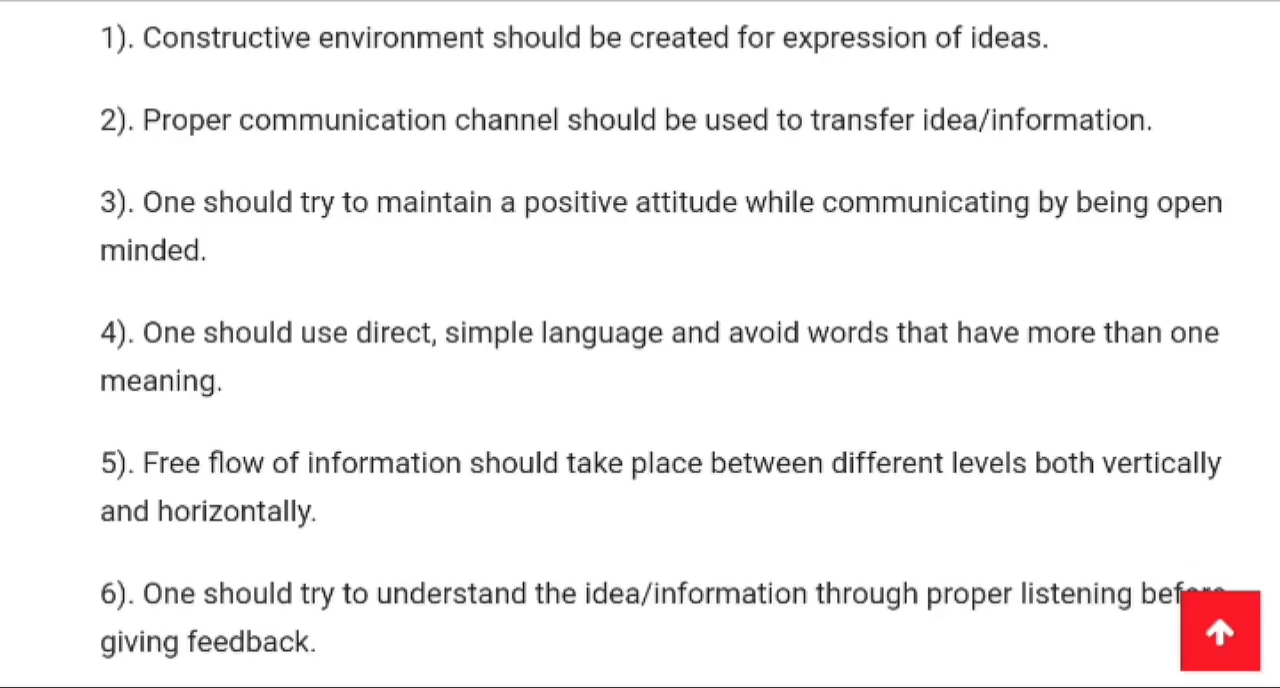 1). Constructive environment should be created for expression of ideas.
2). Proper communication channel should be used to transfer idea/information.
3). One should try to maintain a positive attitude while communicating by being open
minded.
4). One should use direct, simple language and avoid words that have more than one
meaning.
5). Free flow of information should take place between different levels both vertically
and horizontally.
6). One should try to understand the idea/information through proper listening before
giving feedback.